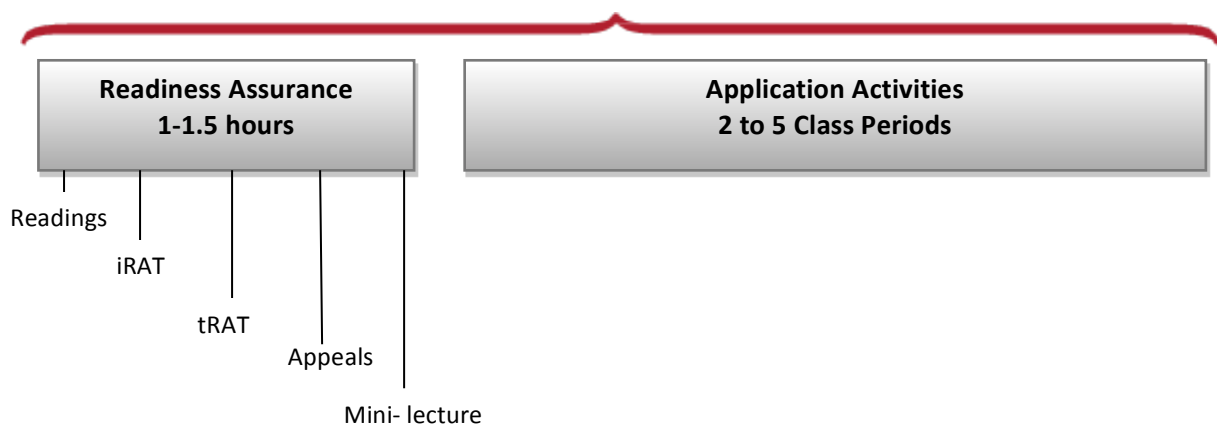 Readiness Assurance
1-1.5 hours
Application Activities
2 to 5 Class Periods
Readings
iRAT
tRAT
Appeals
Mini- lecture